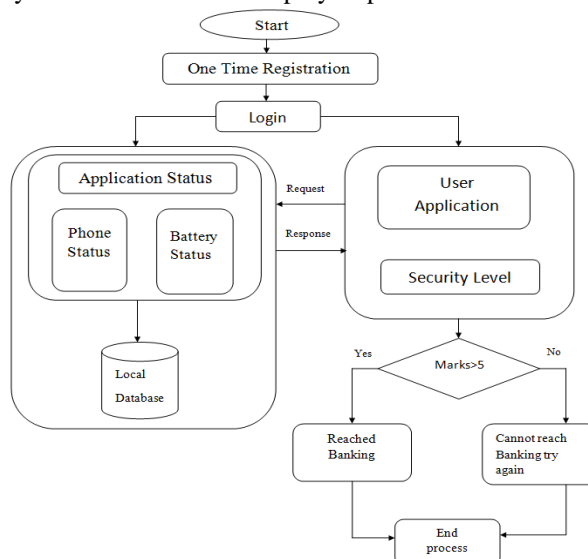 Start
One Time Registration
Login
Application Status
Phone
Status
Battery
Status
Local
Database
Request
Response
User
Application
Security Level
Marks>5
Yes
No
Reached
Banking
Cannot reach
Banking try
again
End
process